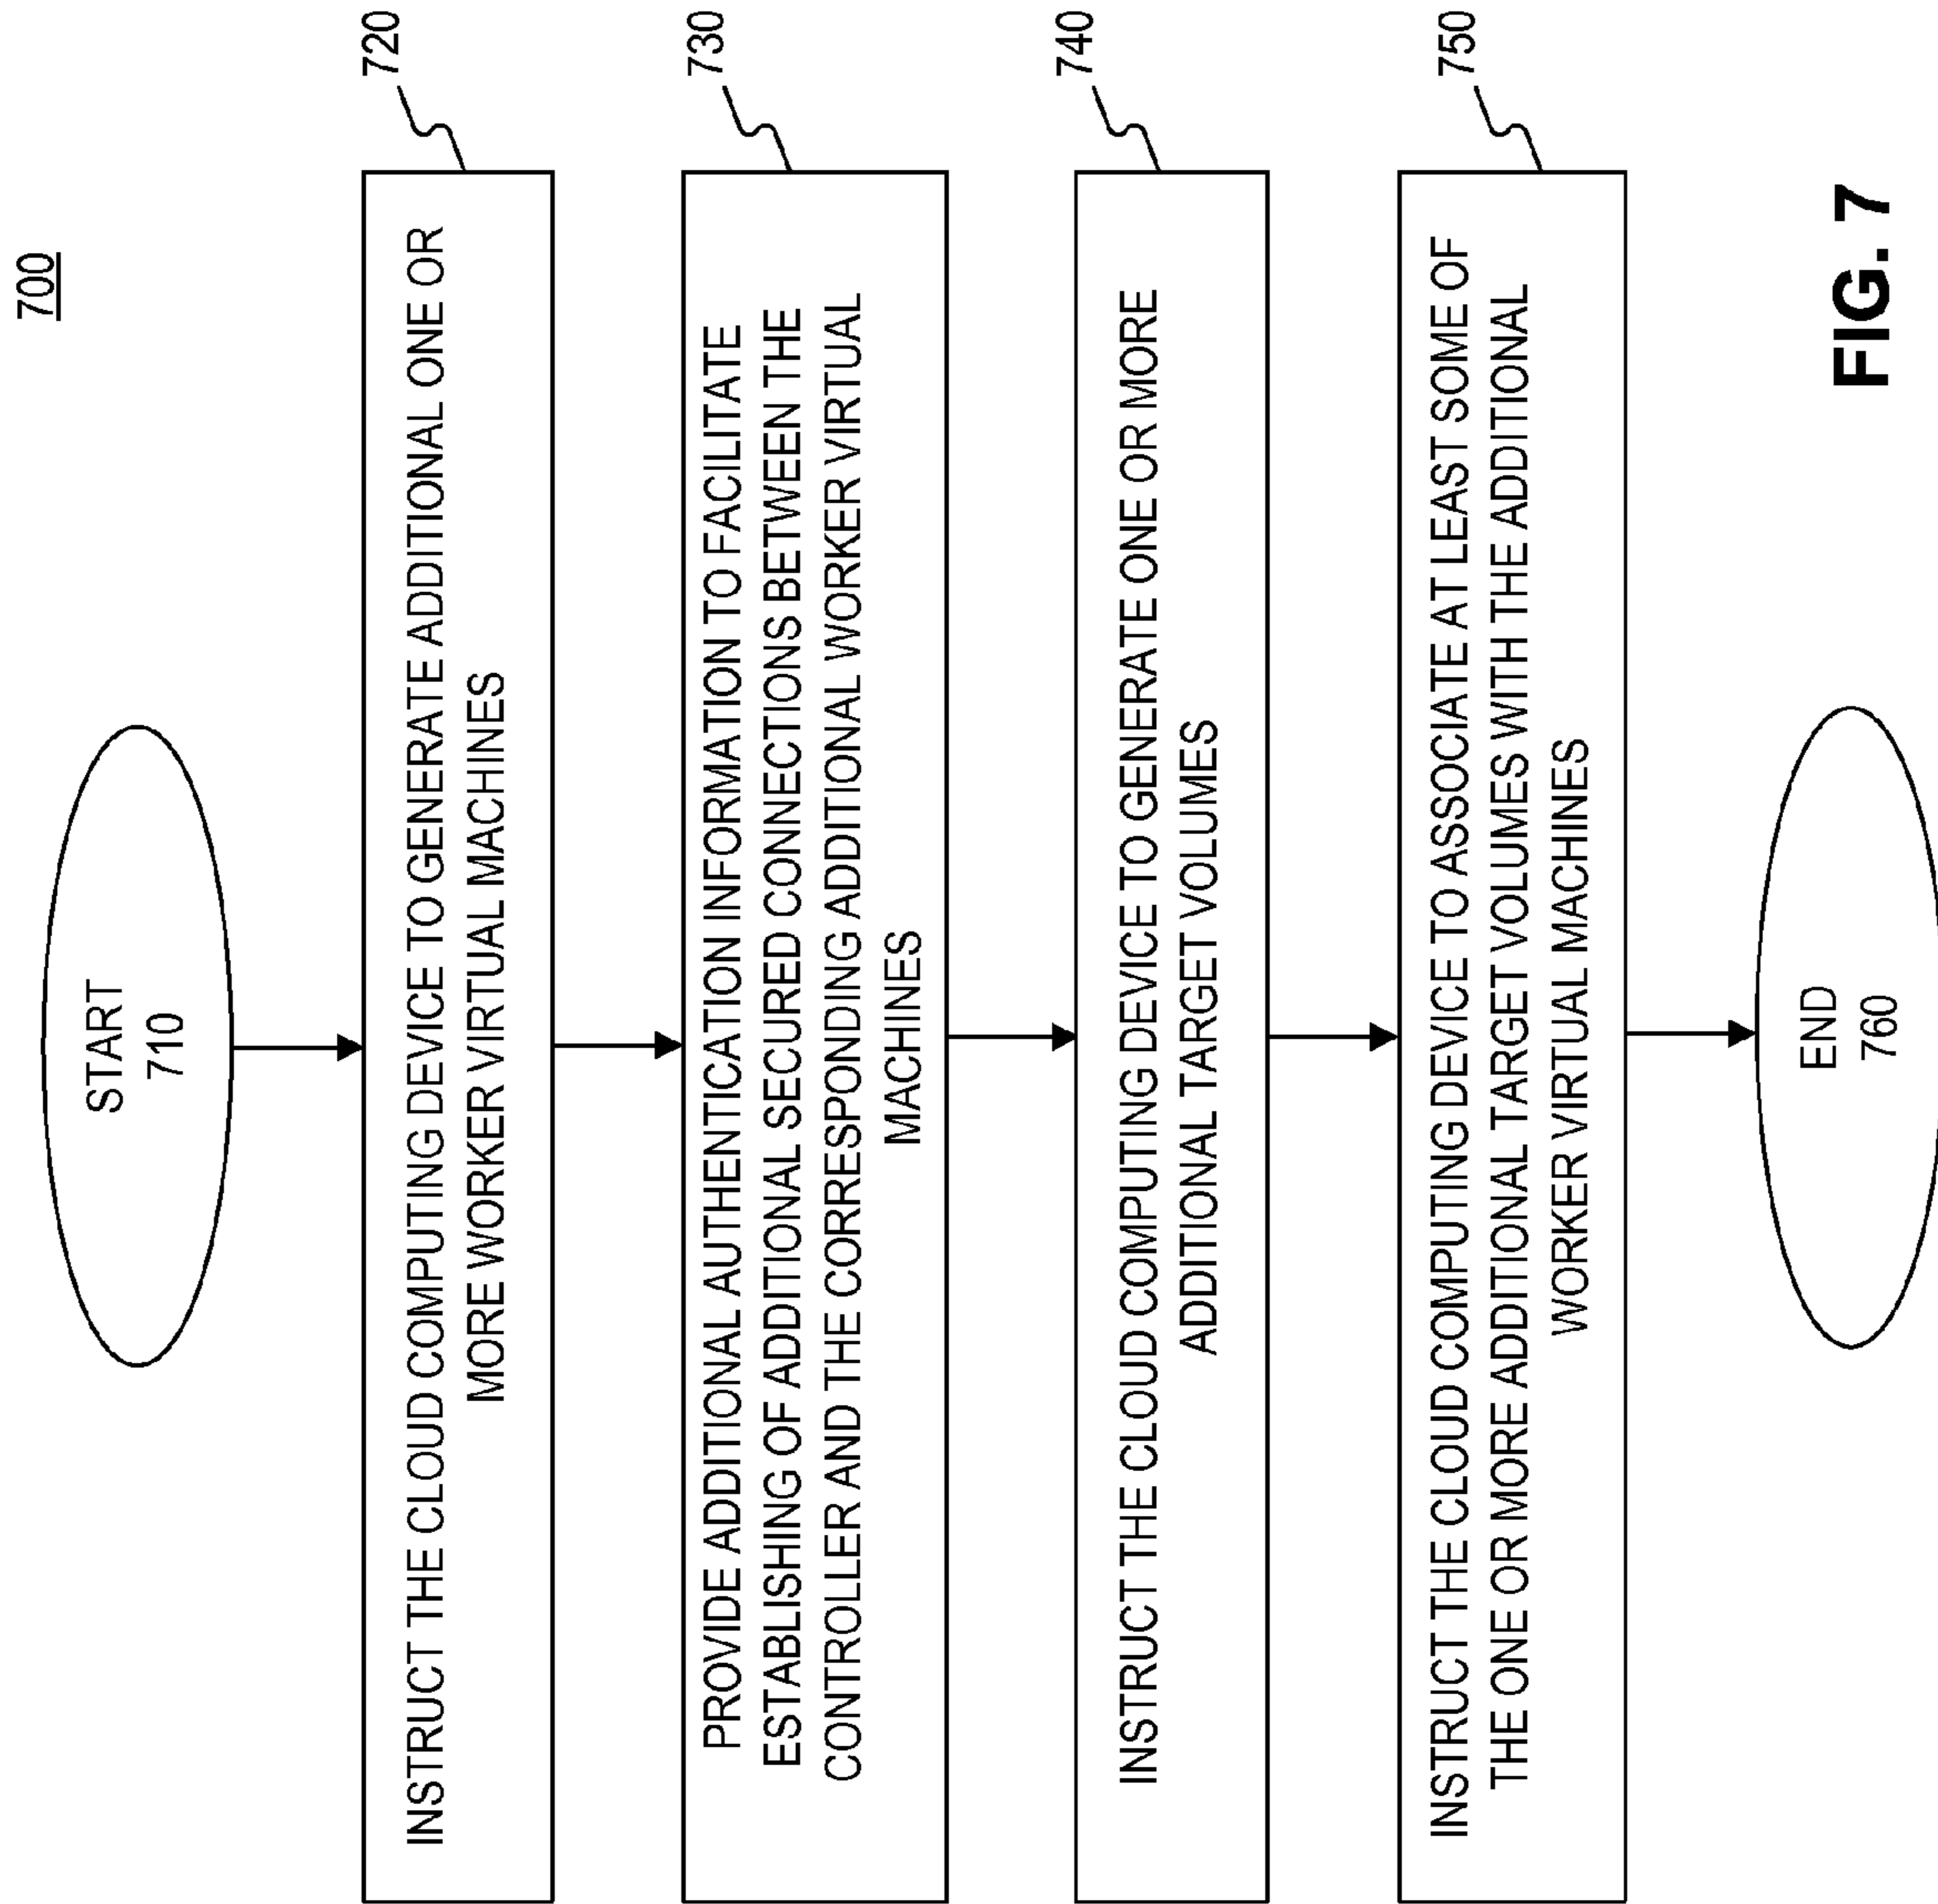 700
START
710
INSTRUCT THE CLOUD COMPUTING DEVICE TO GENERATE ADDITIONAL ONE OR
MORE WORKER VIRTUAL MACHINES
720
PROVIDE ADDITIONAL AUTHENTICATION INFORMATION TO FACILITATE
ESTABLISHING OF ADDITIONAL SECURED CONNECTIONS BETWEEN THE
CONTROLLER AND THE CORRESPONDING ADDITIONAL WORKER VIRTUAL
MACHINES
730
INSTRUCT THE CLOUD COMPUTING DEVICE TO GENERATE ONE OR MORE
ADDITIONAL TARGET VOLUMES
740
INSTRUCT THE CLOUD COMPUTING DEVICE TO ASSOCIATE AT LEAST SOME OF
THE ONE OR MORE ADDITIONAL TARGET VOLUMES WITH THE ADDITIONAL
WORKER VIRTUAL MACHINES
750
END
760
FIG. 7